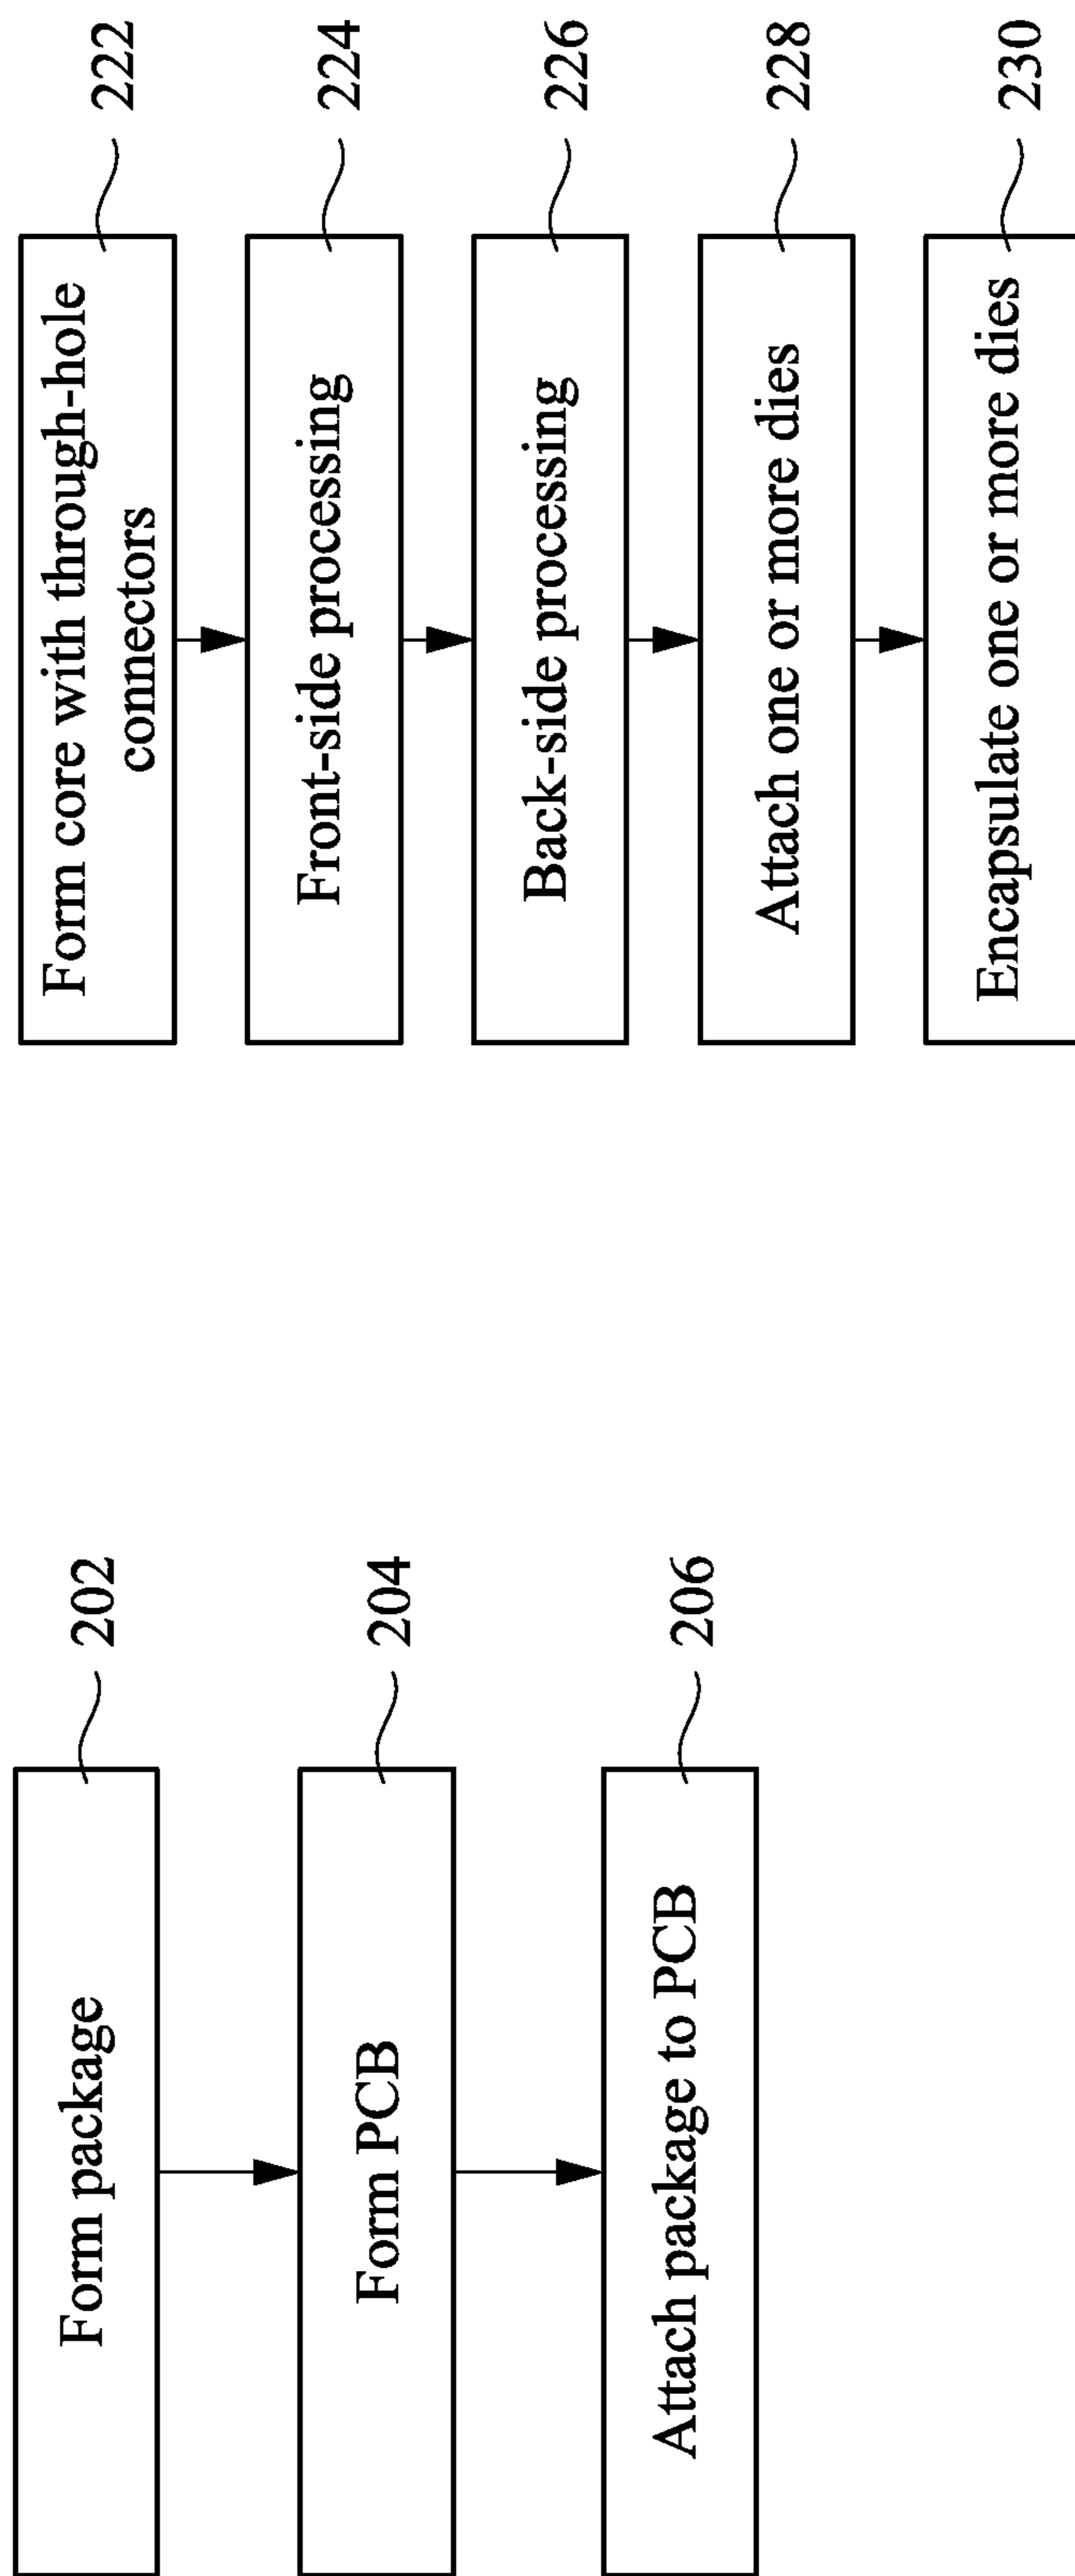 Form package
202
Form PCB
204
Attach package to PCB
206
Form core with through-hole
connectors
222
Front-side processing
224
Back-side processing
226
Attach one or more dies
228
Encapsulate one or more dies
230